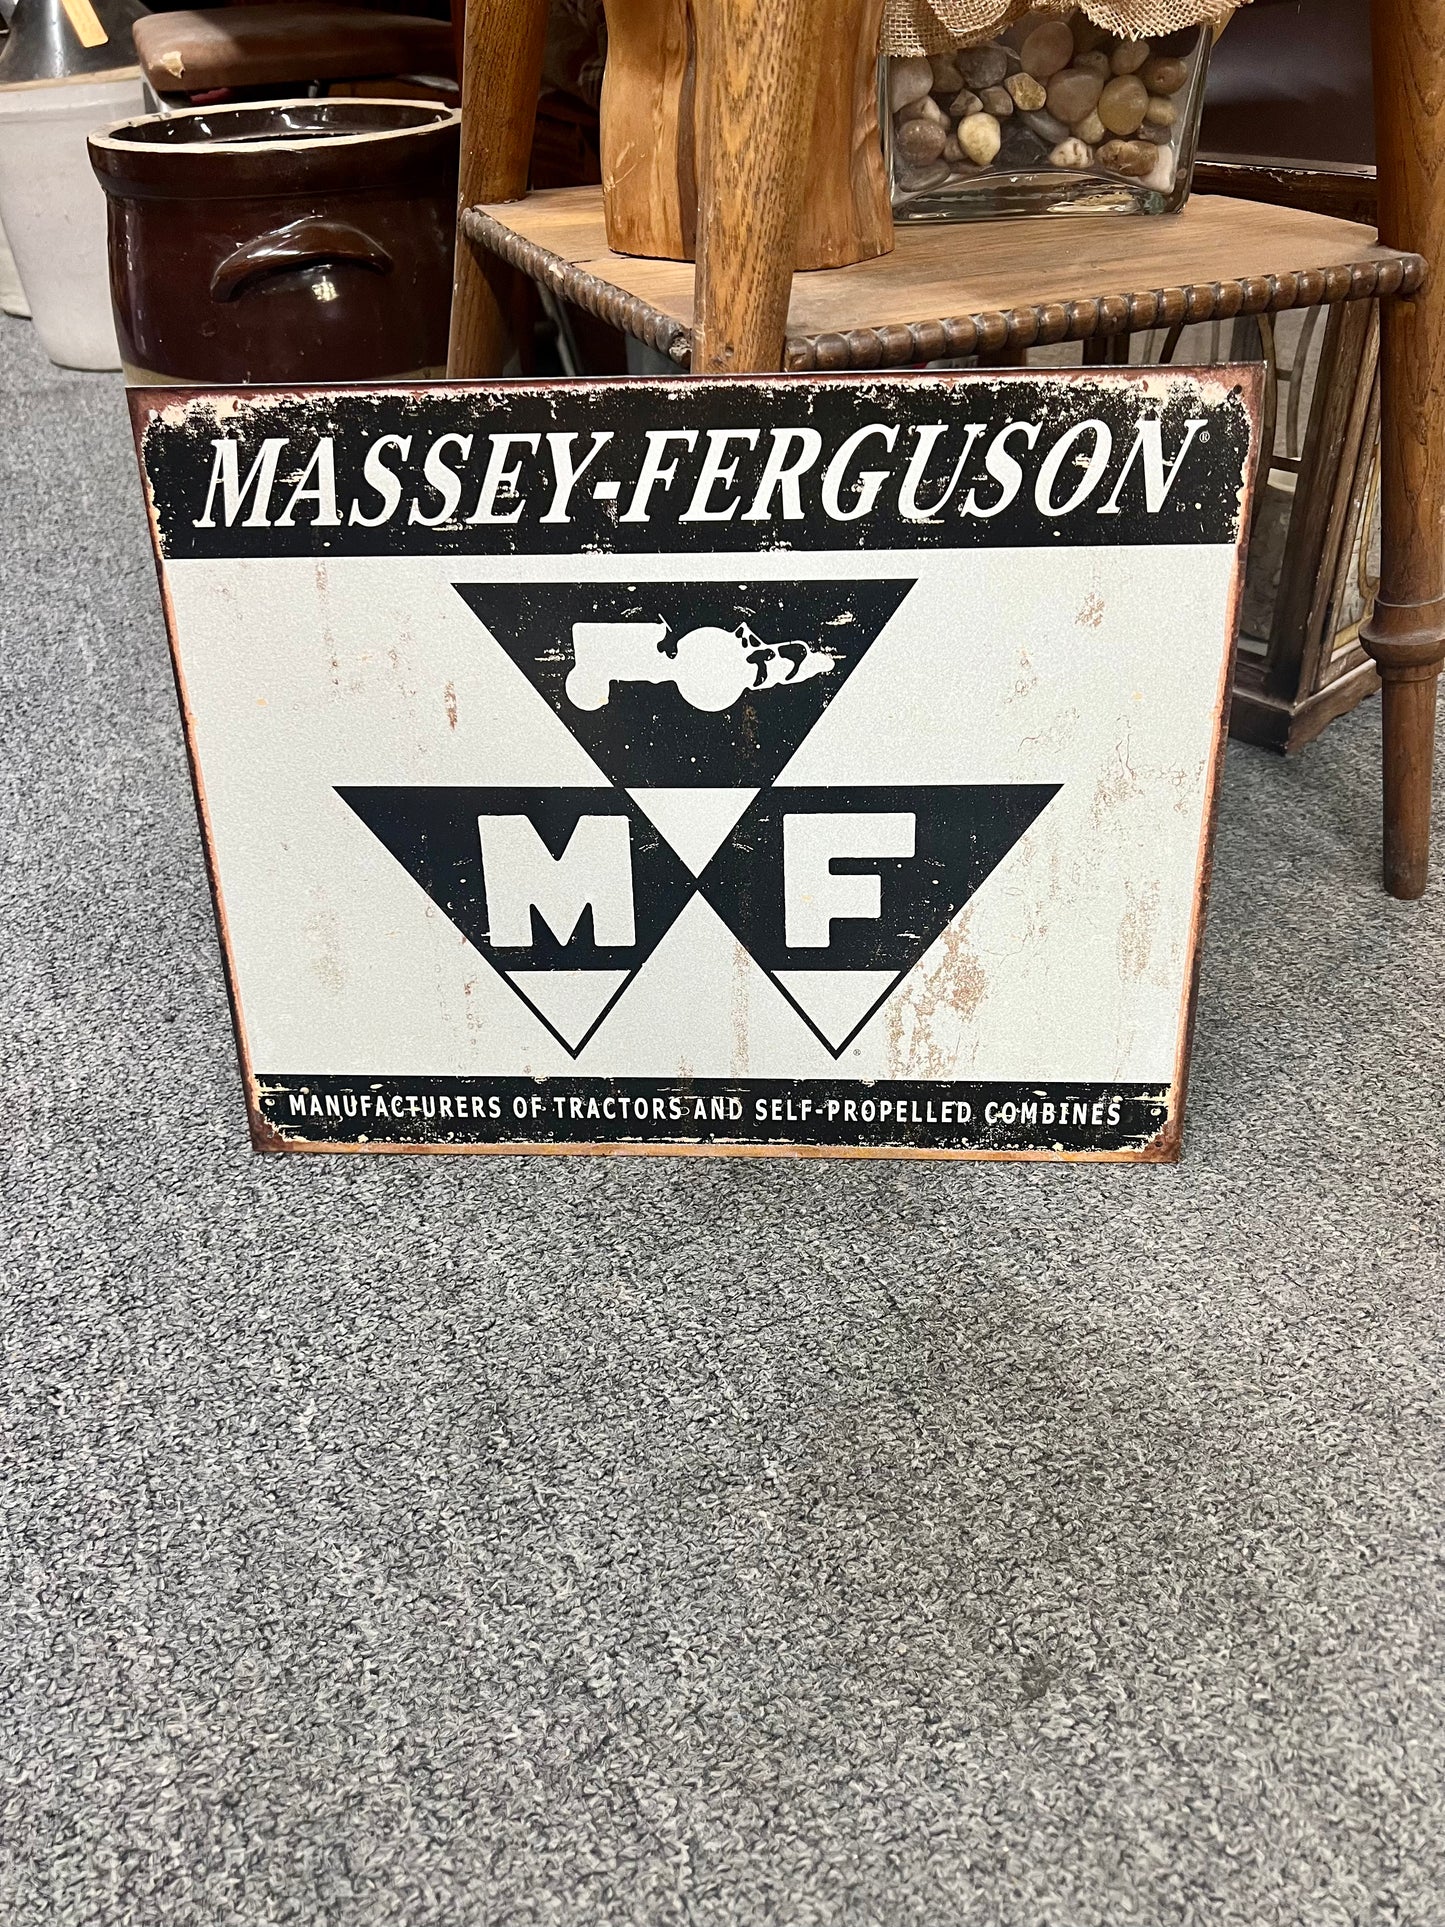 MASSEY-FERGUSON®
M F
®
MANUFACTURERS OF TRACTORS AND SELF-PROPELLED COMBINES